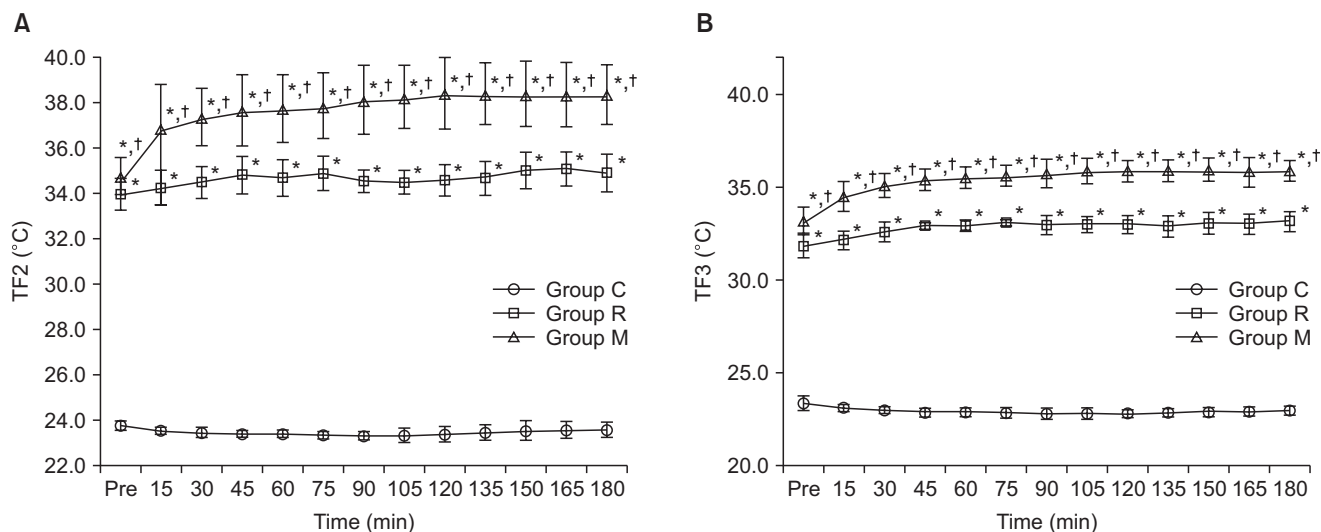 A
40.0
38.0
36.0
34.0
32.0
30.0
28.0
26.0
24.0
22.0
TF2 (°C)
*,† *,† *,† *,† *,† *,† *,† *,† *,† *,† *,† *,† *,†
* * * * * * * * * * * * *
Group C
Group R
Group M
Pre 15 30 45 60 75 90 105 120 135 150 165 180
Time (min)
B
40.0
35.0
30.0
25.0
20.0
TF3 (°C)
*,† *,† *,† *,† *,† *,† *,† *,† *,† *,† *,† *,† *,†
* * * * * * * * * * * * *
Group C
Group R
Group M
Pre 15 30 45 60 75 90 105 120 135 150 165 180
Time (min)